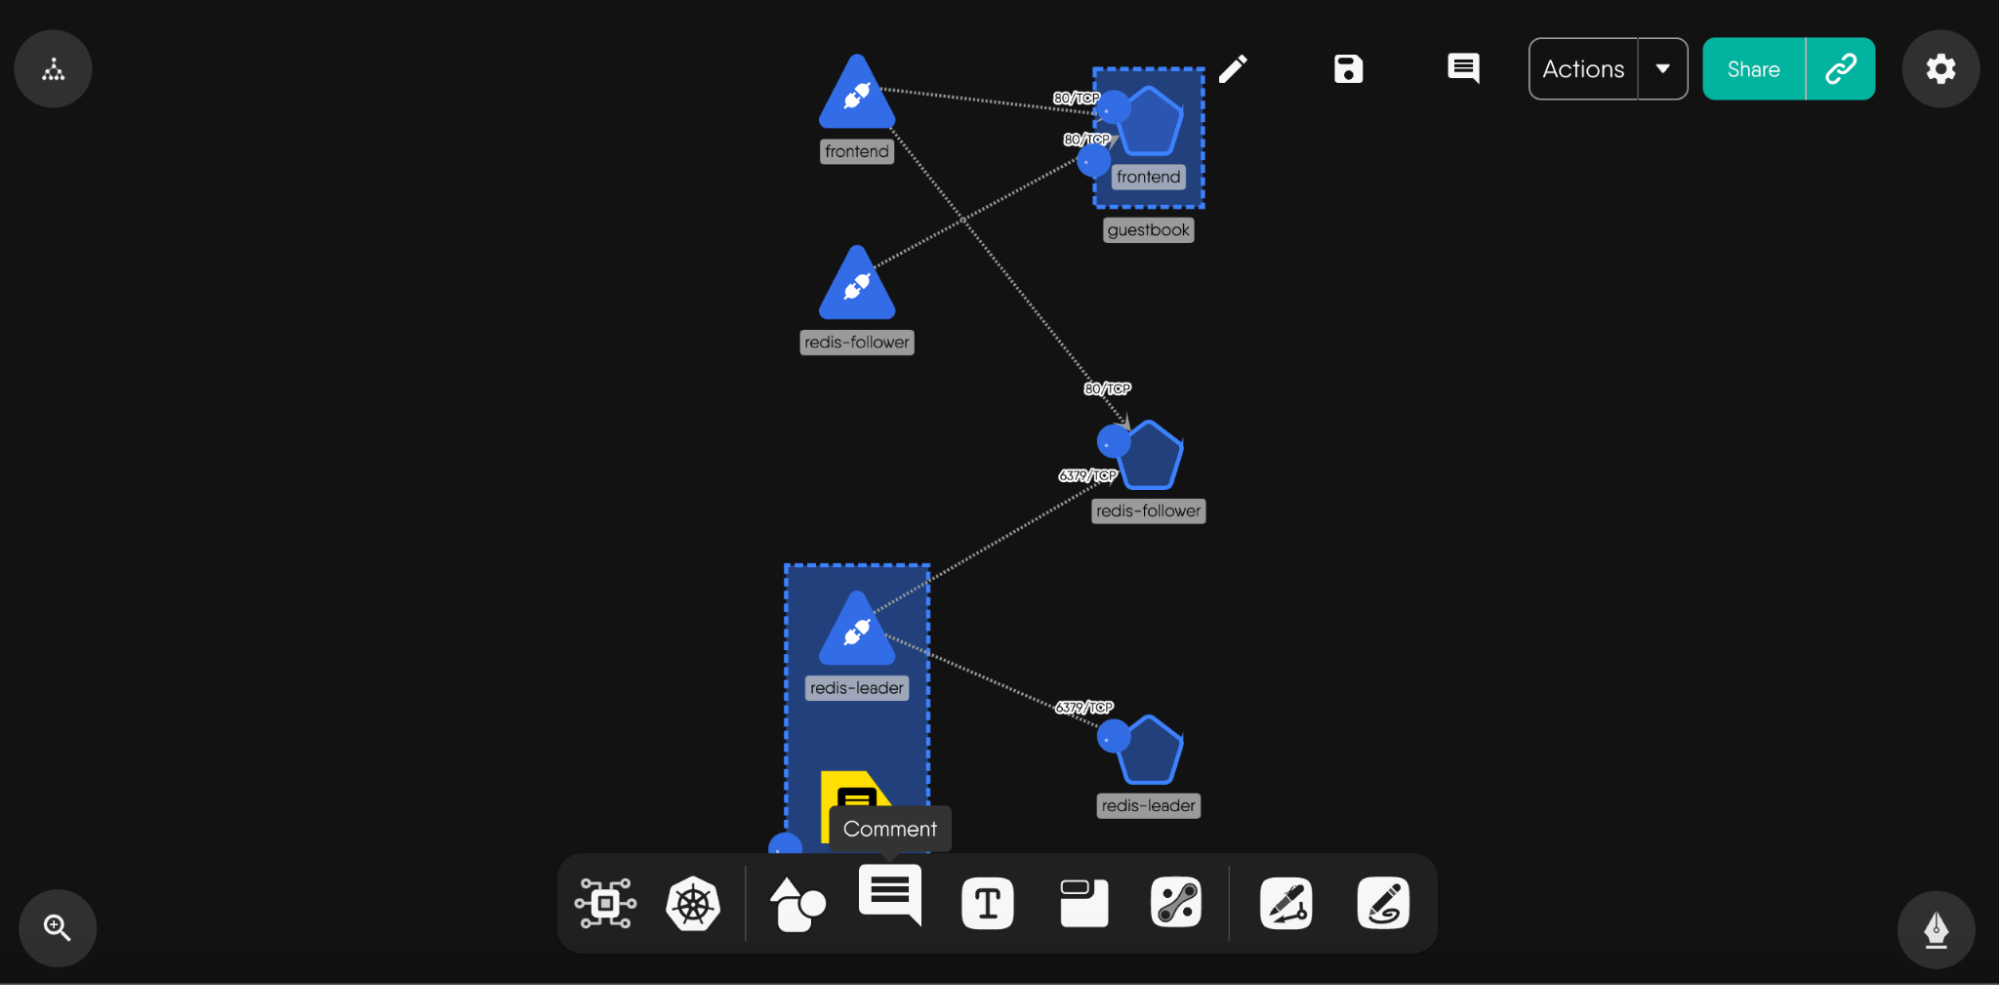 Actions
Share
80/TCP
80/TCP
frontend
frontend
guestbook
redis-follower
80/TCP
6379/TCP
redis-follower
redis-leader
6379/TCP
redis-leader
Comment
T